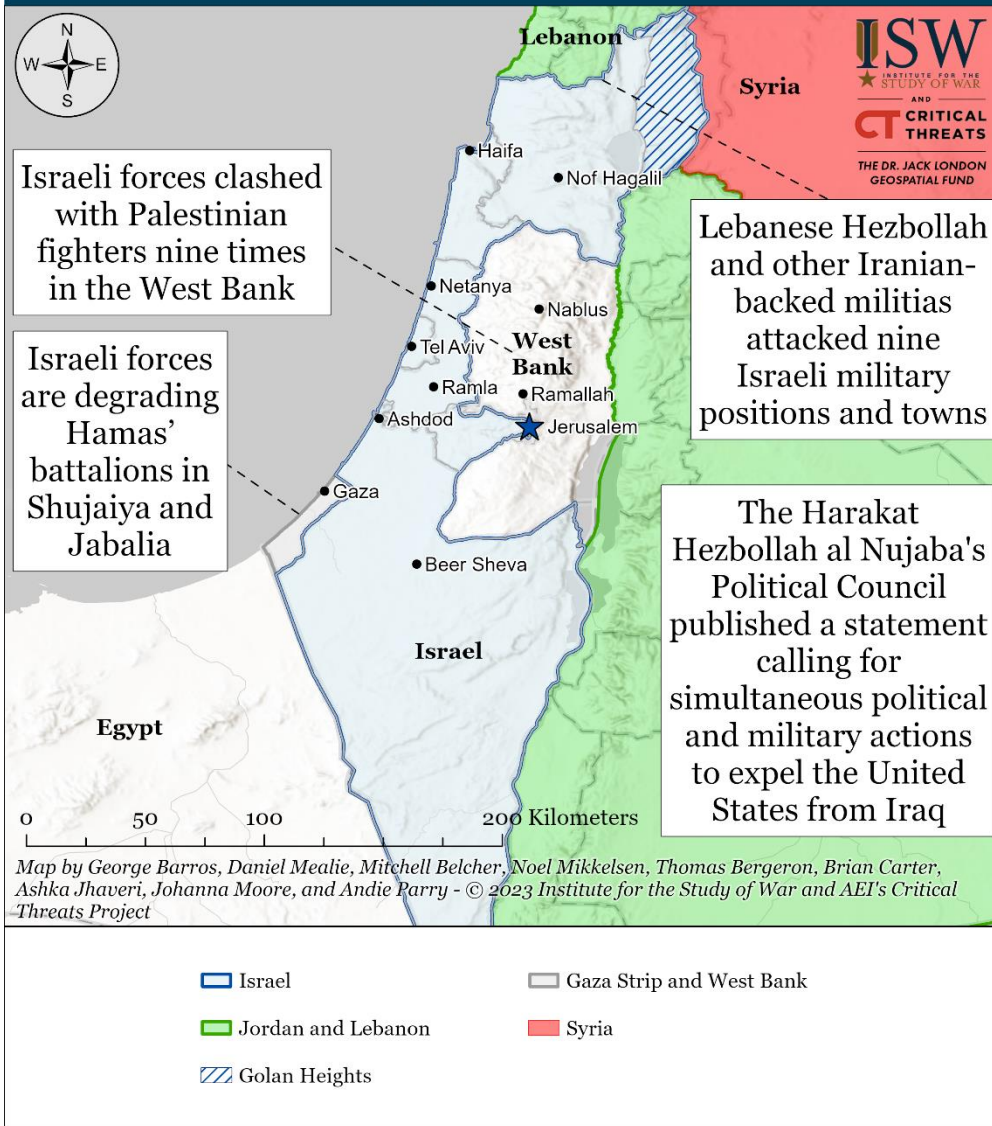 N
W E
S
Lebanon
Syria
ISW
INSTITUTE FOR THE
STUDY OF WAR
AND
CT CRITICAL
THREATS
THE DR. JACK LONDON
GEOSPATIAL FUND
Haifa
Nof Hagalil
Israeli forces clashed
with Palestinian
fighters nine times
in the West Bank
Lebanese Hezbollah
and other Iranian-
backed militias
attacked nine
Israeli military
positions and towns
Netanya
Nablus
West
Bank
Tel Aviv
Ramla
Ramallah
Ashdod
Jerusalem
Israeli forces
are degrading
Hamas’
battalions in
Shujaiya and
Jabalia
Gaza
Beer Sheva
Israel
Egypt
The Harakat
Hezbollah al Nujaba's
Political Council
published a statement
calling for
simultaneous political
and military actions
to expel the United
States from Iraq
0 50 100 200 Kilometers
Map by George Barros, Daniel Mealie, Mitchell Belcher, Noel Mikkelsen, Thomas Bergeron, Brian Carter,
Ashka Jhaveri, Johanna Moore, and Andie Parry - © 2023 Institute for the Study of War and AEI's Critical
Threats Project
Israel
Gaza Strip and West Bank
Jordan and Lebanon
Syria
Golan Heights